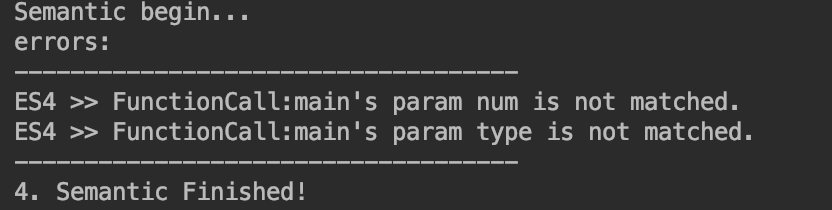 Semantic begin...
errors:
------------------------------------
ES4 >> FunctionCall:main's param num is not matched.
ES4 >> FunctionCall:main's param type is not matched.
------------------------------------
4. Semantic Finished!